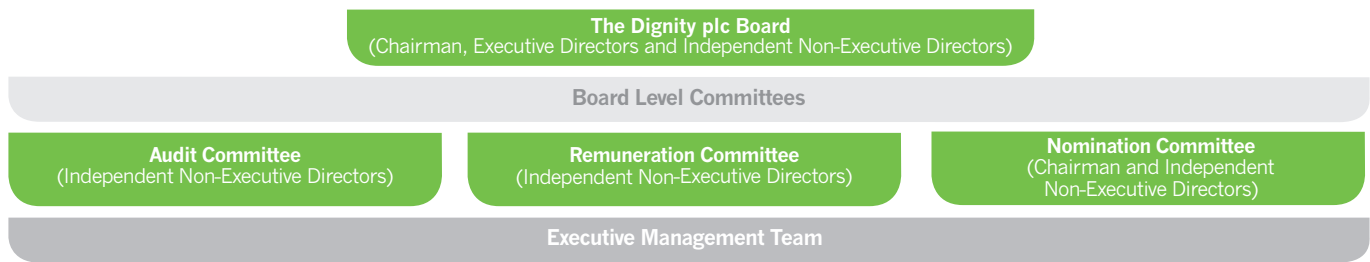 The Dignity plc Board
(Chairman, Executive Directors and Independent Non-Executive Directors)
Board Level Committees
Audit Committee
(Independent Non-Executive Directors)
Remuneration Committee
(Independent Non-Executive Directors)
Nomination Committee
(Chairman and Independent
Non-Executive Directors)
Executive Management Team